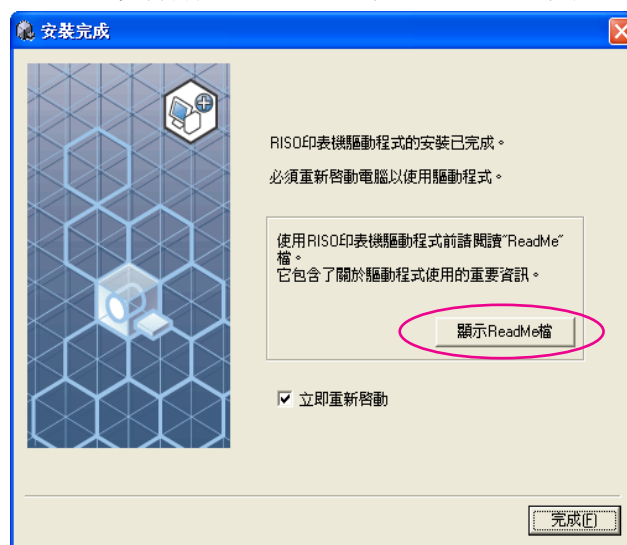 安裝完成
RISO印表機驅動程式的安裝已完成。
必須重新啓動電腦以使用驅動程式。
使用RISO印表機驅動程式前請閱讀"ReadMe"
檔。
它包含了關於驅動程式使用的重要資訊。
顯示ReadMe檔
立即重新啓動
完成(F)